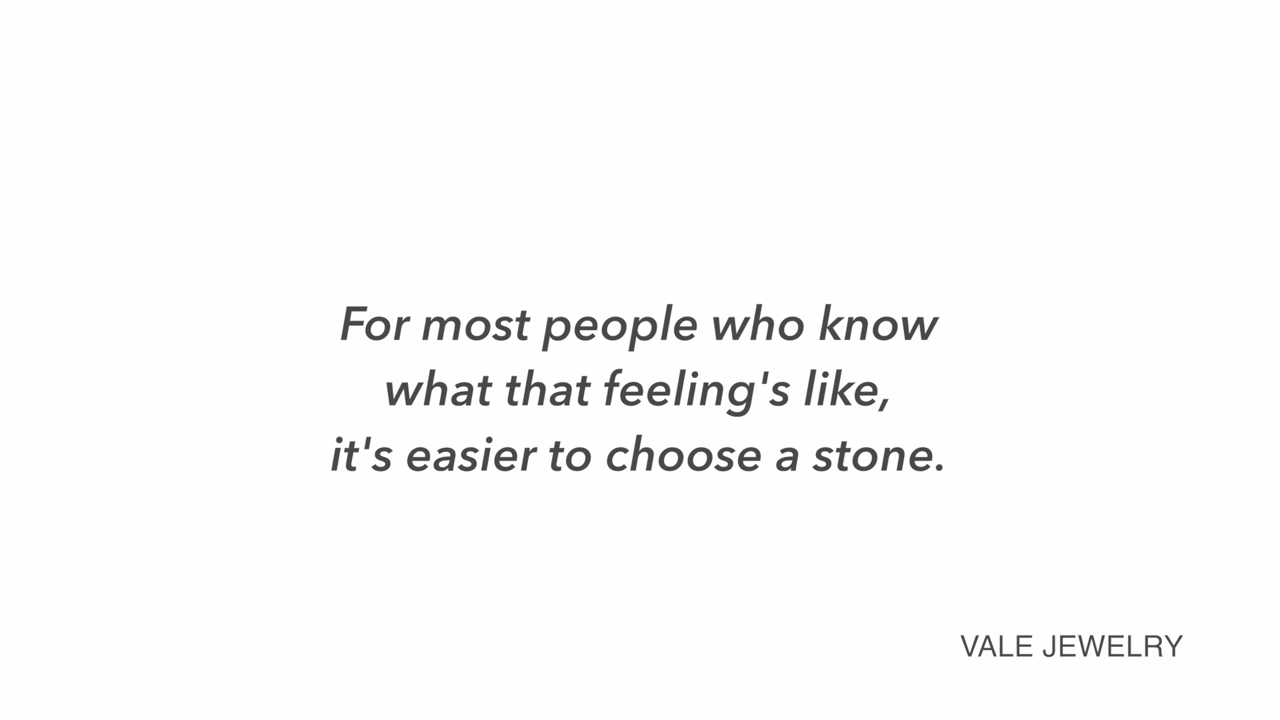 For most people who know
what that feeling's like,
it's easier to choose a stone.
VALE JEWELRY